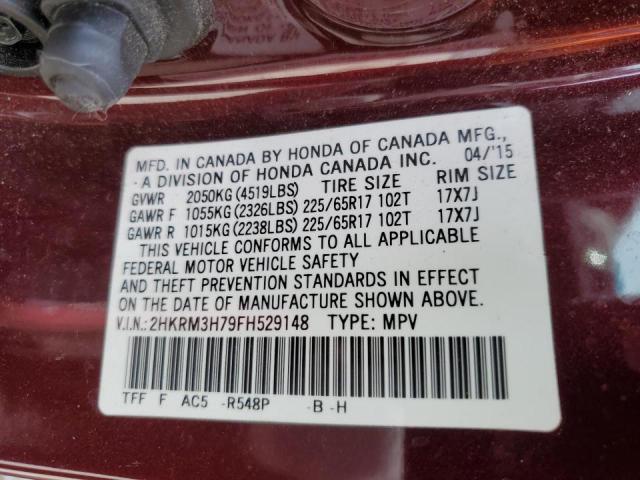 MFD. IN CANADA BY HONDA OF CANADA MFG.,
A DIVISION OF HONDA CANADA INC. 04/'15
GVWR 2050KG(4519LBS) TIRE SIZE RIM SIZE
GAWR F 1055KG(2326LBS) 225/65R17 102T 17X7J
GAWR R 1015KG(2238LBS) 225/65R17 102T 17X7J
THIS VEHICLE CONFORMS TO ALL APPLICABLE
FEDERAL MOTOR VEHICLE SAFETY
AND THEFT PREVENTION STANDARDS IN EFFECT
ON THE DATE OF MANUFACTURE SHOWN ABOVE.
V.I.N.: 2HKRM3H79FH529148 TYPE: MPV
TFF F AC5 -R548P -B -H